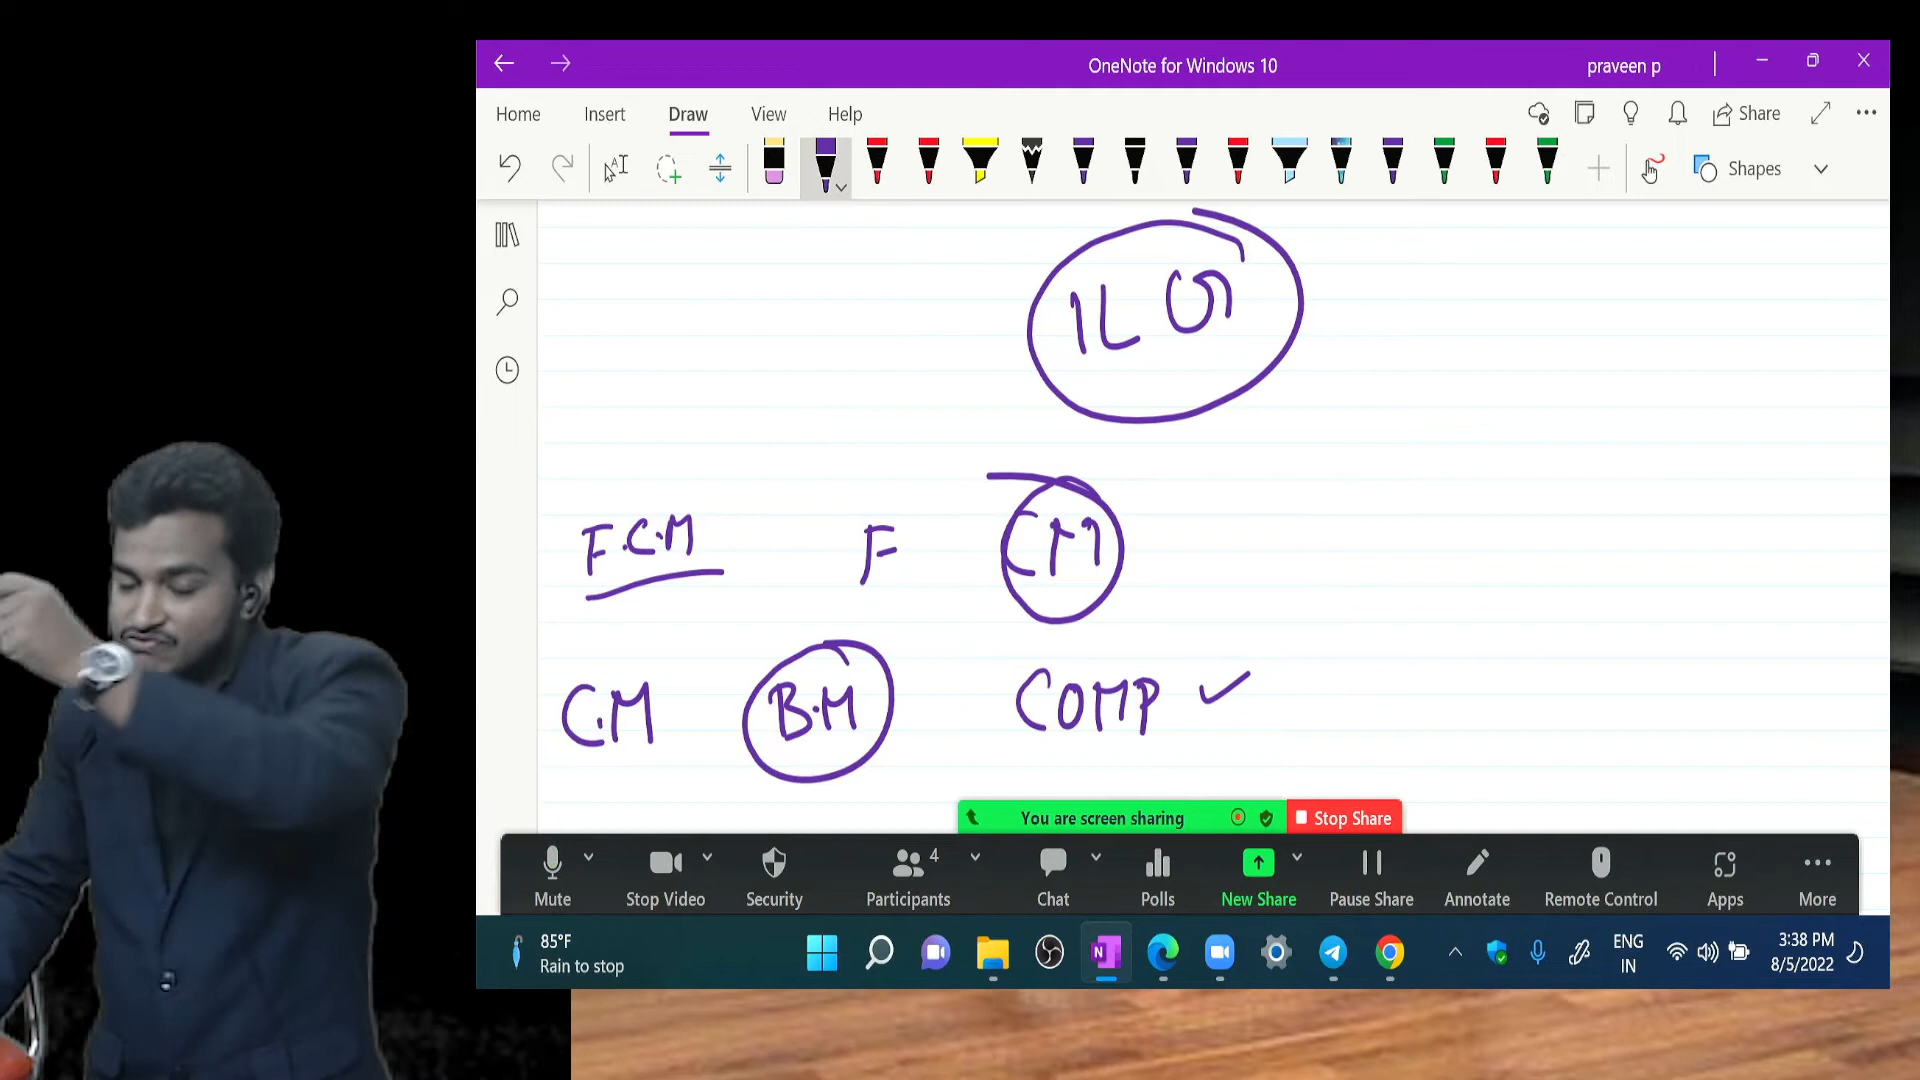 OneNote for Windows 10 praveen p
Home Insert Draw View Help Share
Shapes
F.C.M F CM
C.M B.M COMP ✓
You are screen sharing Stop Share
4
Mute Stop Video Security Participants Chat Polls New Share Pause Share Annotate Remote Control Apps More
85°F
Rain to stop
ENG
IN
3:38 PM
8/5/2022